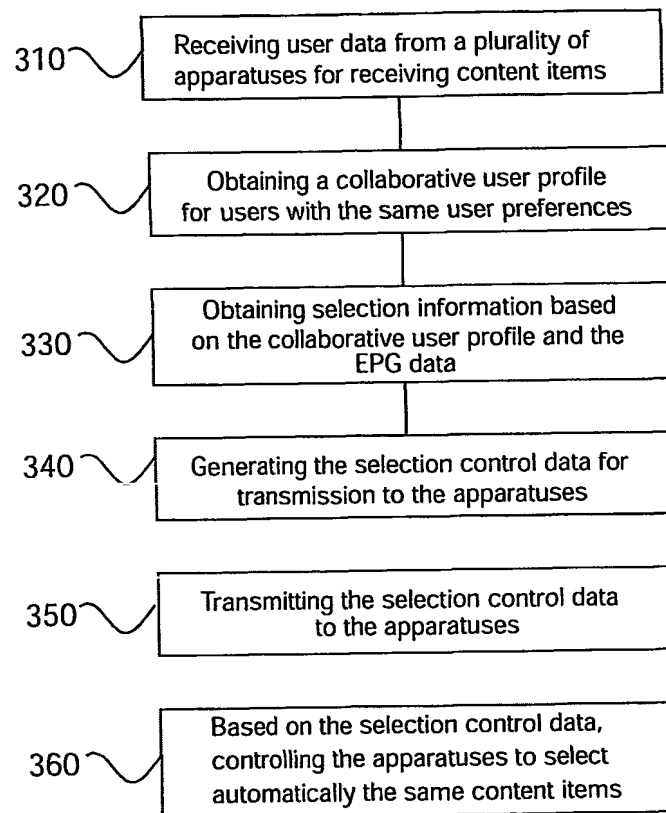 310
Receiving user data from a plurality of
apparatuses for receiving content items
320
Obtaining a collaborative user profile
for users with the same user preferences
330
Obtaining selection information based
on the collaborative user profile and the
EPG data
340
Generating the selection control data for
transmission to the apparatuses
350
Transmitting the selection control data
to the apparatuses
360
Based on the selection control data,
controlling the apparatuses to select
automatically the same content items